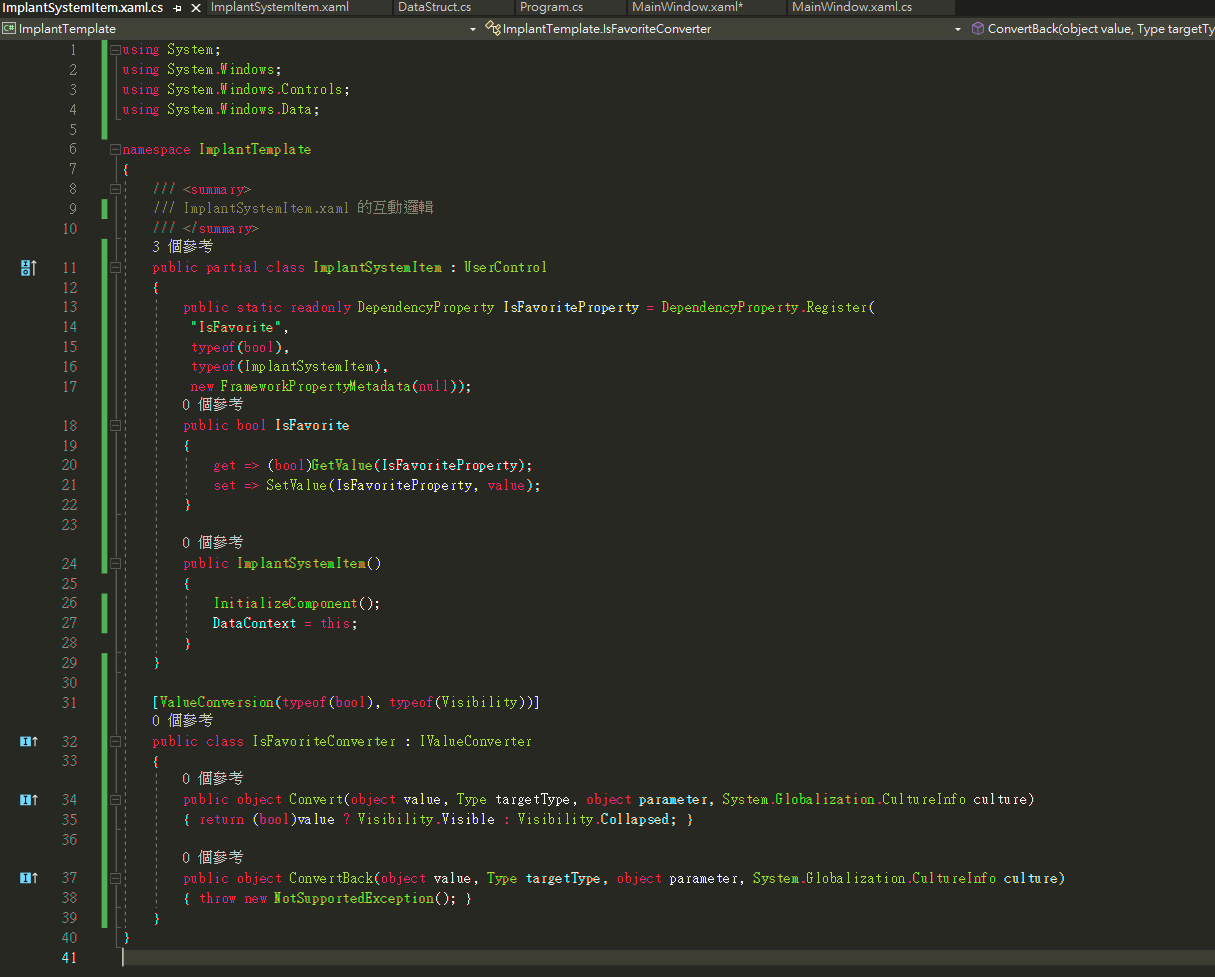 ImplantSystemItem.xaml.cs ImplantSystemItem.xaml DataStruct.cs Program.cs MainWindow.xaml* MainWindow.xaml.cs
C# ImplantTemplate ImplantTemplate.IsFavoriteConverter ConvertBack(object value, Type targetTy
1 using System;
2 using System.Windows;
3 using System.Windows.Controls;
4 using System.Windows.Data;
5
6 namespace ImplantTemplate
7 {
8 /// <summary>
9 /// ImplantSystemItem.xaml 的互動邏輯
10 /// </summary>
3 個參考
11 public partial class ImplantSystemItem : UserControl
12 {
13 public static readonly DependencyProperty IsFavoriteProperty = DependencyProperty.Register(
14 "IsFavorite",
15 typeof(bool),
16 typeof(ImplantSystemItem),
17 new FrameworkPropertyMetadata(null));
0 個參考
18 public bool IsFavorite
19 {
20 get => (bool)GetValue(IsFavoriteProperty);
21 set => SetValue(IsFavoriteProperty, value);
22 }
23
0 個參考
24 public ImplantSystemItem()
25 {
26 InitializeComponent();
27 DataContext = this;
28 }
29 }
30
31 [ValueConversion(typeof(bool), typeof(Visibility))]
0 個參考
32 public class IsFavoriteConverter : IValueConverter
33 {
0 個參考
34 public object Convert(object value, Type targetType, object parameter, System.Globalization.CultureInfo culture)
35 { return (bool)value ? Visibility.Visible : Visibility.Collapsed; }
36
0 個參考
37 public object ConvertBack(object value, Type targetType, object parameter, System.Globalization.CultureInfo culture)
38 { throw new NotSupportedException(); }
39 }
40 }
41